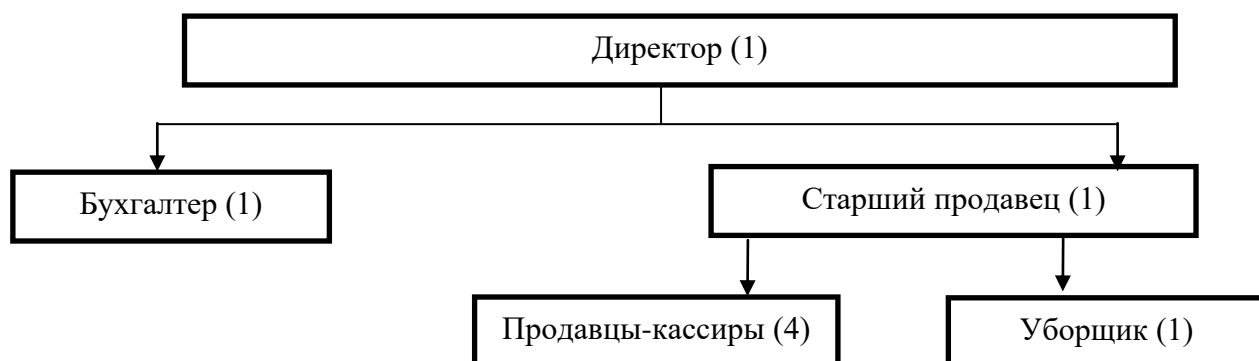 Директор (1)
Бухгалтер (1)
Старший продавец (1)
Продавцы-кассиры (4)
Уборщик (1)